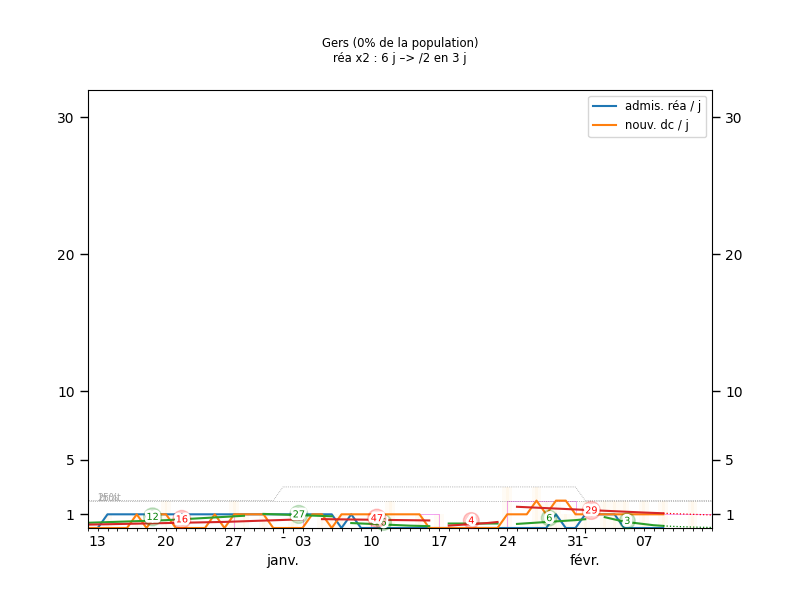 Gers (0% de la population)
réa x2 : 6 j –> /2 en 3 j
admis. réa / j
nouv. dc / j
30 30
20 20
10 10
5 5
1 1
12 16 27 47 4 6 29 3
13 20 27 - 03 10 17 24 31- 07
janv. févr.